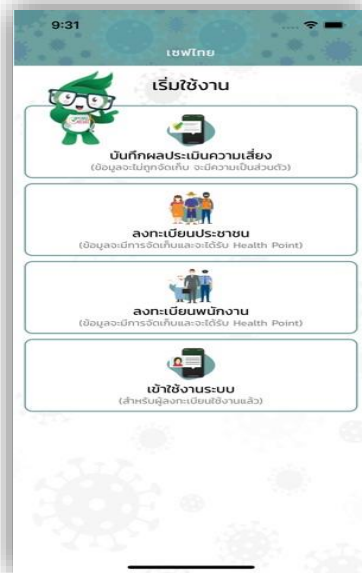 9:31
เซฟไทย
เริ่มใช้งาน
บันทึกผลประเมินความเสี่ยง
(ข้อมูลจะไม่ถูกจัดเก็บ จะมีความเป็นส่วนตัว)
ลงทะเบียนประชาชน
(ข้อมูลจะมีการจัดเก็บและจะได้รับ Health Point)
ลงทะเบียนพนักงาน
(ข้อมูลจะมีการจัดเก็บและจะได้รับ Health Point)
เข้าใช้งานระบบ
(สำหรับผู้ลงทะเบียนใช้งานแล้ว)